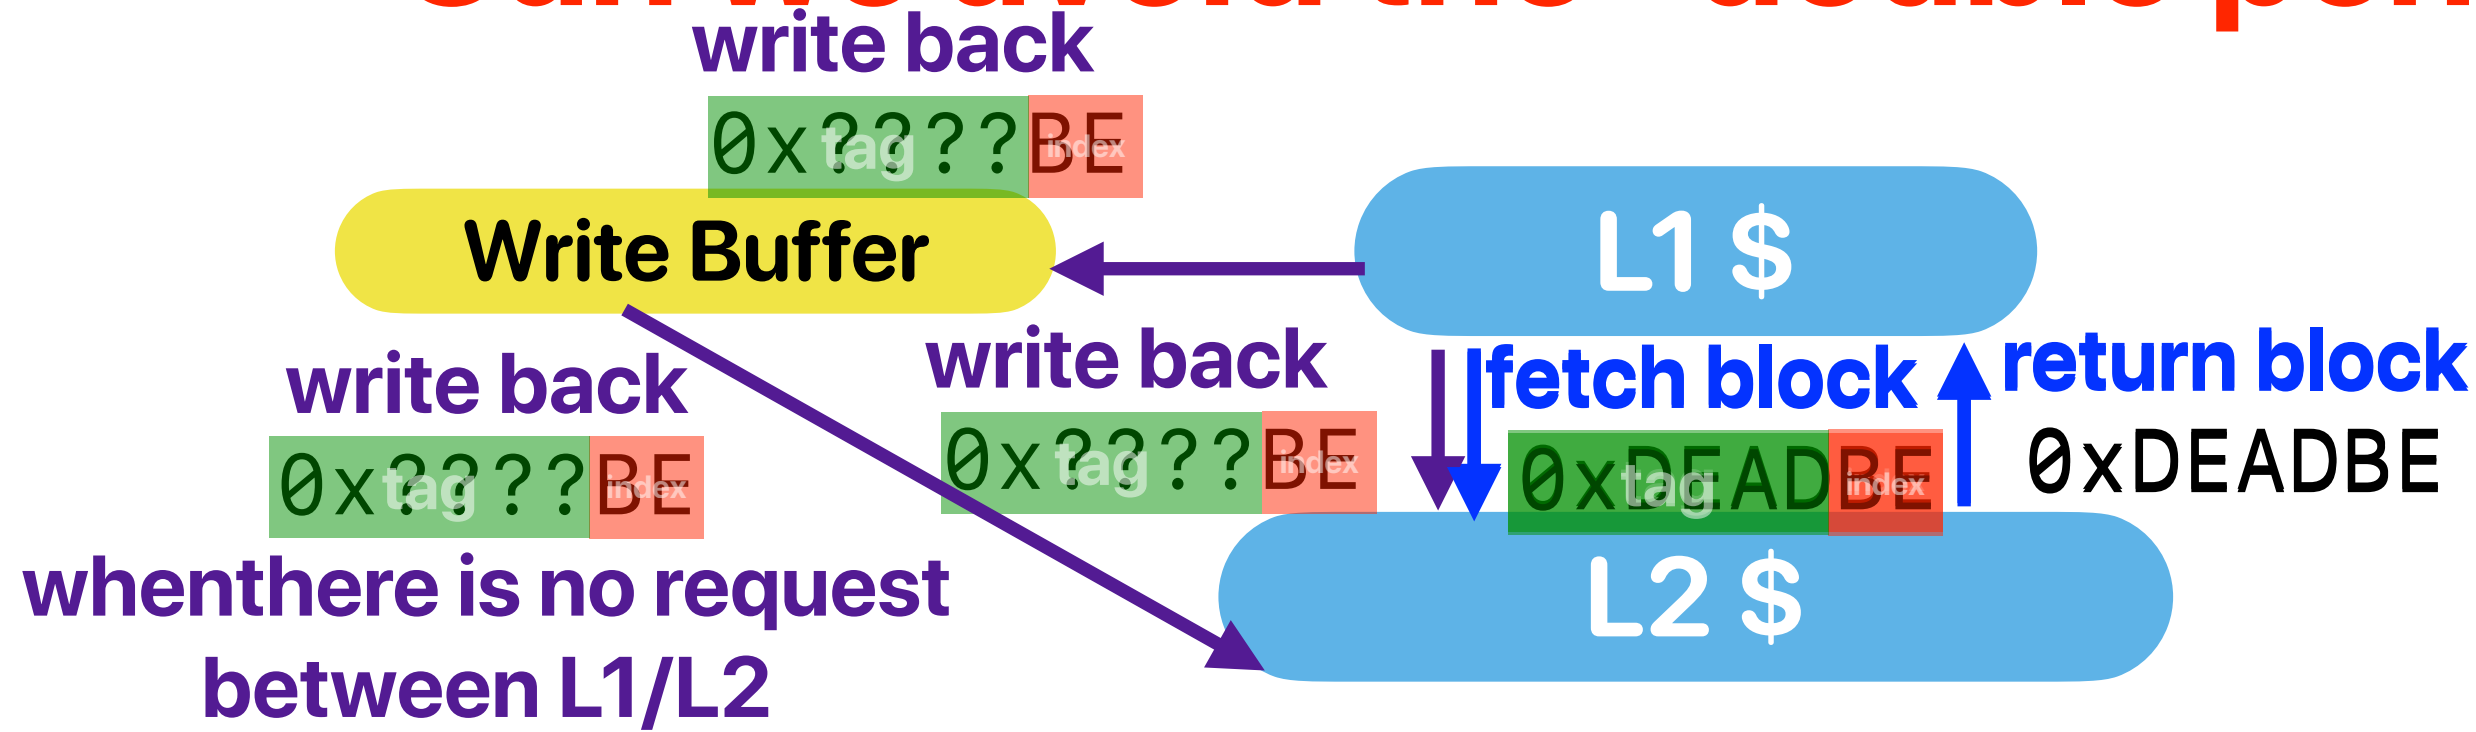 write back
0x????BE
tag index
Write Buffer
L1 $
write back
0x????BE
tag index
whenthere is no request
between L1/L2
write back
0x????BE
tag index
fetch block
0xDEADBE
tag index
return block
0xDEADBE
L2 $